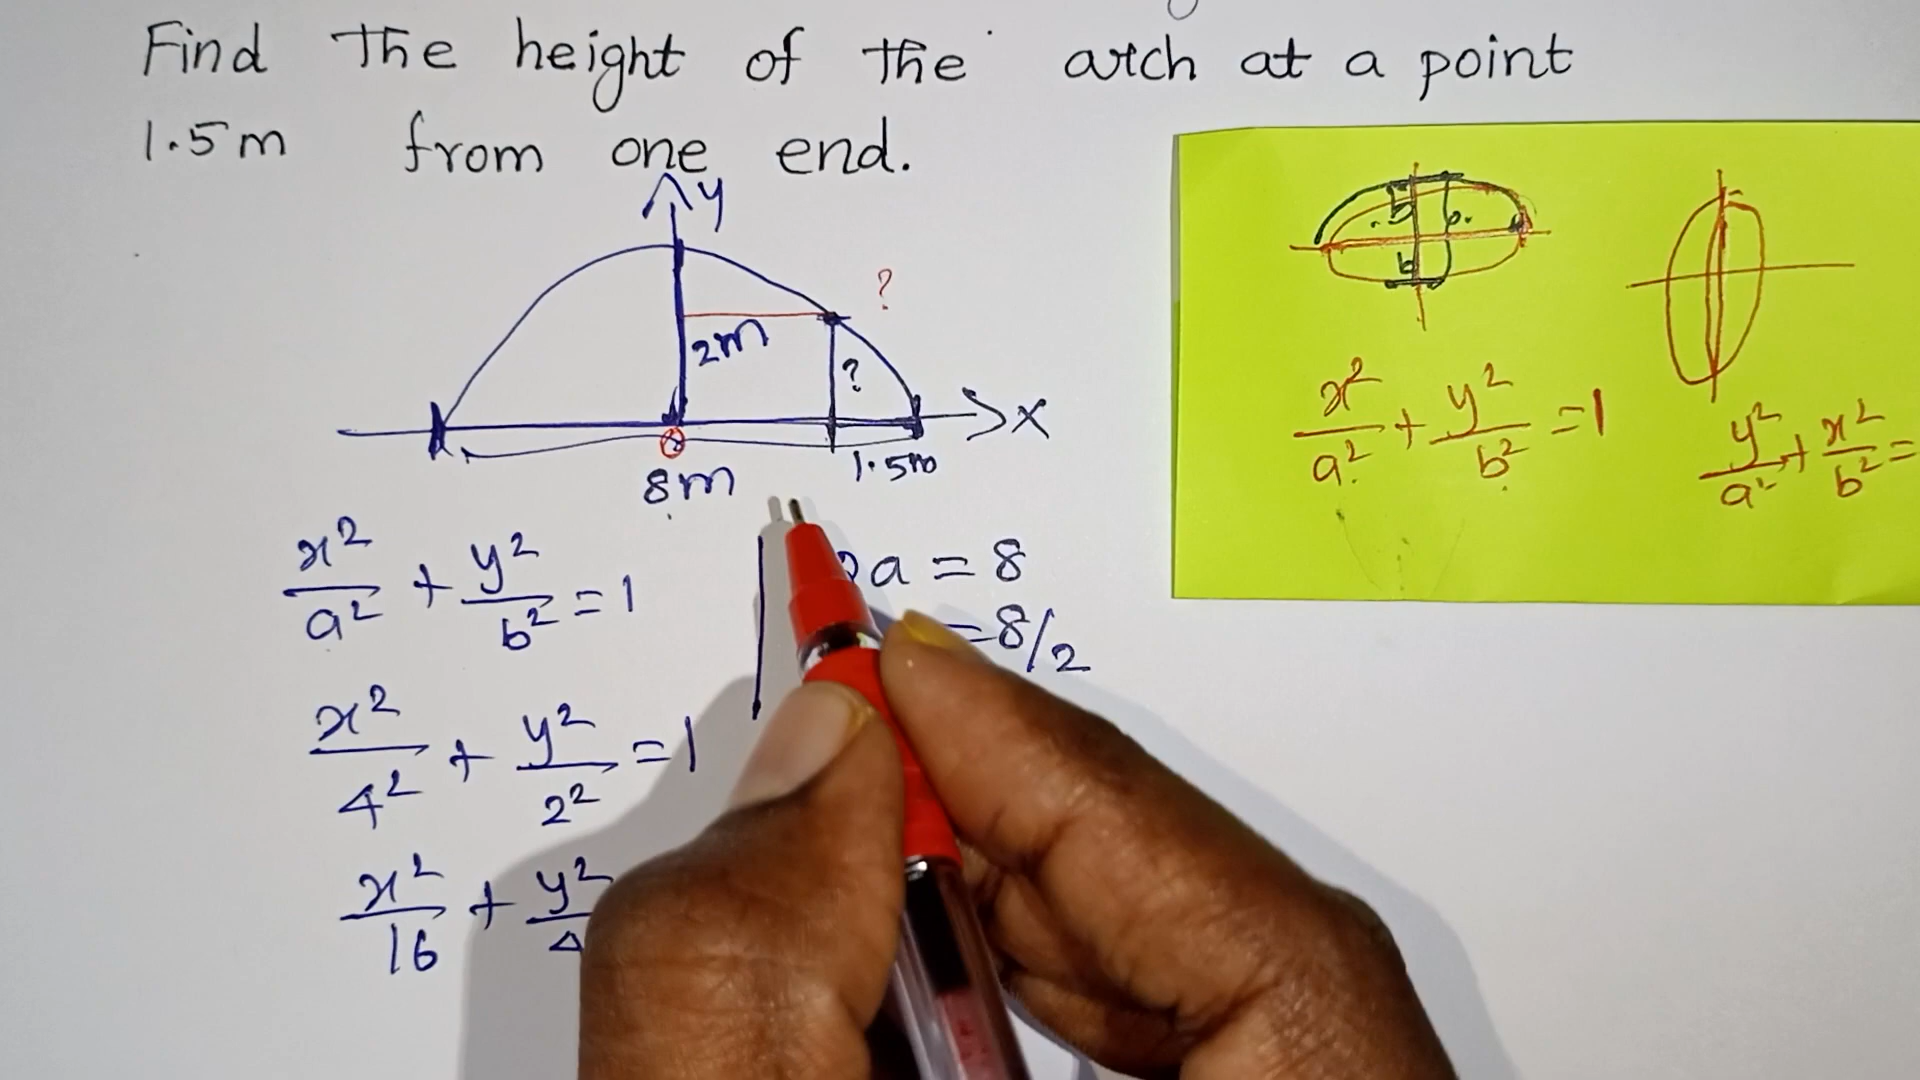 Find the height of the arch at a point
1.5m from one end.
y
?
2m
?
x
8m
1.5m
x²/a² + y²/b² = 1
a = 8
= 8/2
x²/4² + y²/2² = 1
x²/16 + y²/4
b b
b
x²/a² + y²/b² = 1
y²/a² + x²/b² =